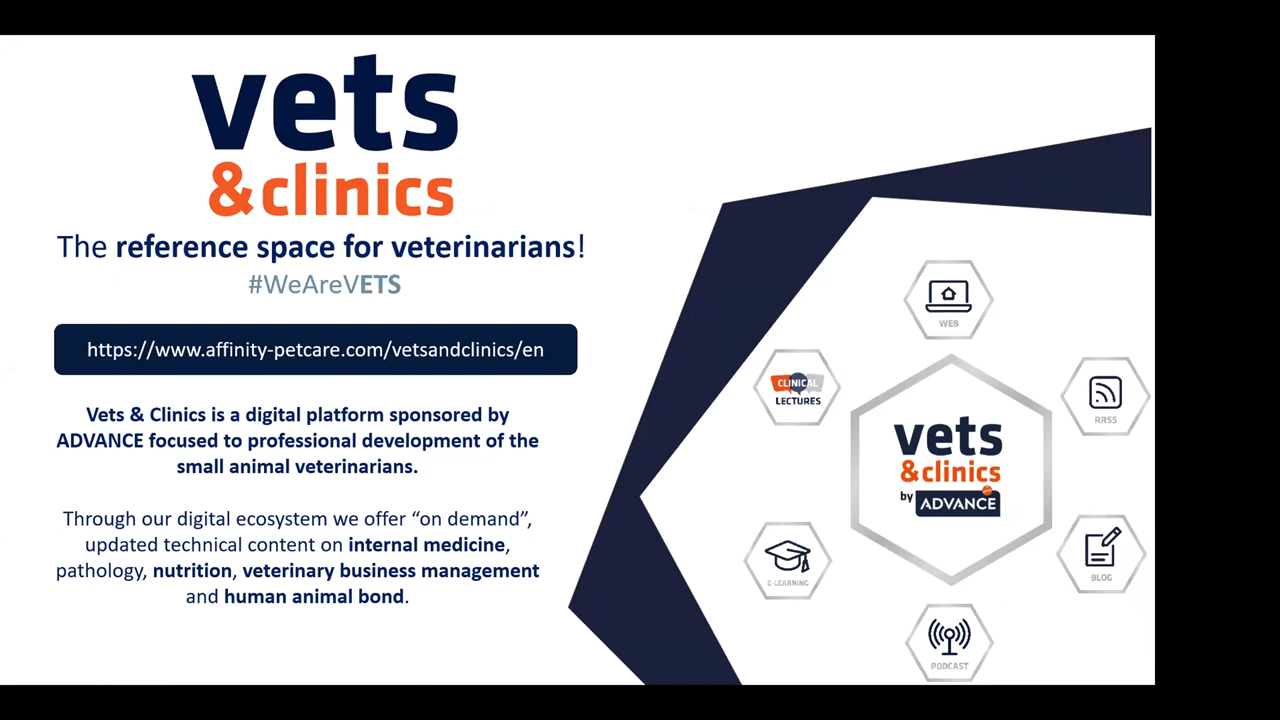 vets
&clinics
The reference space for veterinarians!
#WeAreVETS
https://www.affinity-petcare.com/vetsandclinics/en
Vets & Clinics is a digital platform sponsored by
ADVANCE focused to professional development of the
small animal veterinarians.
Through our digital ecosystem we offer “on demand”,
updated technical content on internal medicine,
pathology, nutrition, veterinary business management
and human animal bond.
WEB
CLINICAL
LECTURES
RRSS
vets
&clinics
by ADVANCE
E-LEARNING
BLOG
PODCAST